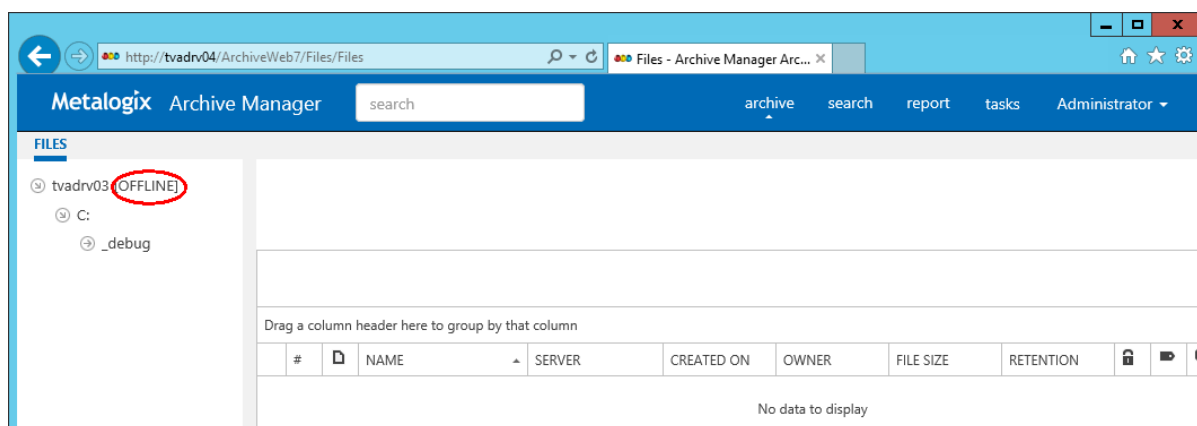 http://tvadrv04/ArchiveWeb7/Files/Files
Files - Archive Manager Arc...
Metalogix Archive Manager
search
archive search report tasks Administrator
FILES
tvadrv03 [OFFLINE]
C:
_debug
Drag a column header here to group by that column
# NAME SERVER CREATED ON OWNER FILE SIZE RETENTION
No data to display